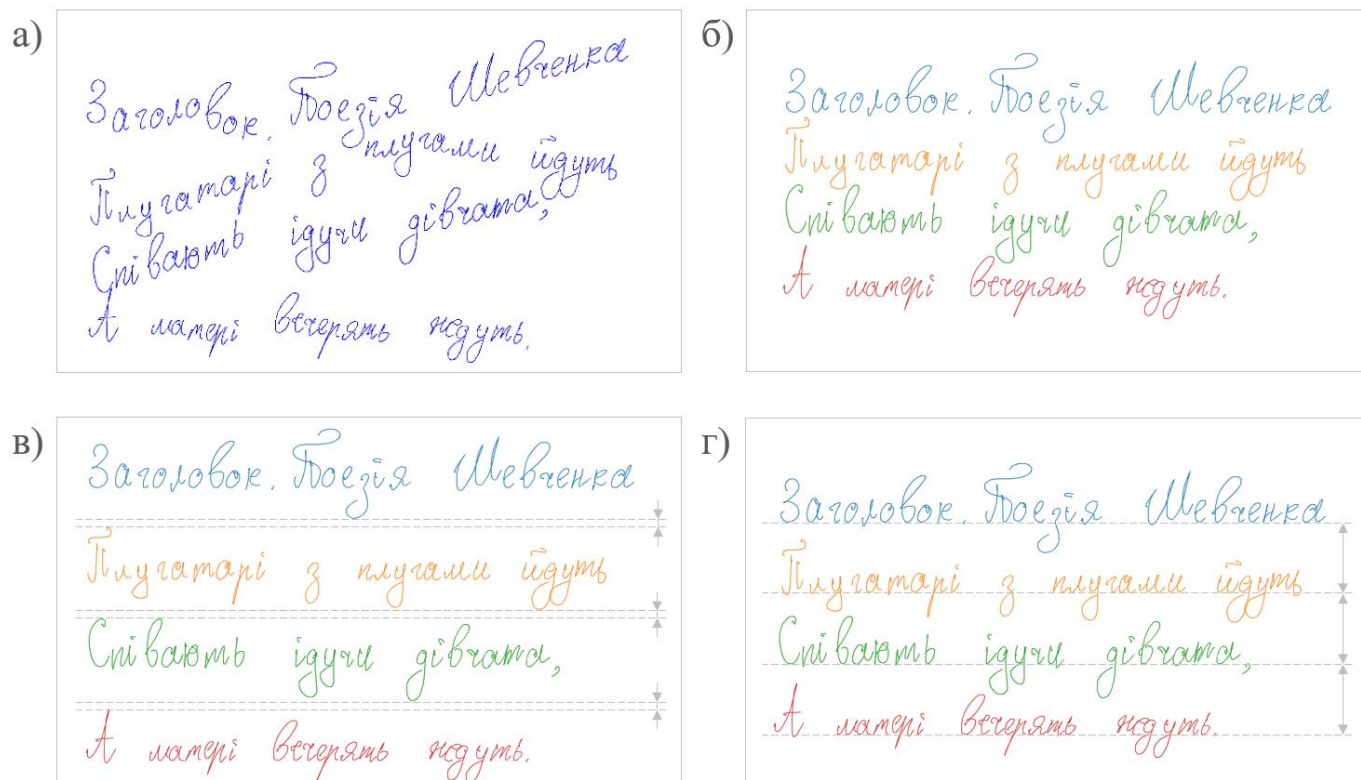 а)
Заголовок. Поезія Шевченка
Плугатарі з плугами йдуть
Співають ідучи дівчата,
А матері вечерять ждуть.
б)
Заголовок. Поезія Шевченка
Плугатарі з плугами йдуть
Співають ідучи дівчата,
А матері вечерять ждуть.
в)
Заголовок. Поезія Шевченка
Плугатарі з плугами йдуть
Співають ідучи дівчата,
А матері вечерять ждуть.
г)
Заголовок. Поезія Шевченка
Плугатарі з плугами йдуть
Співають ідучи дівчата,
А матері вечерять ждуть.